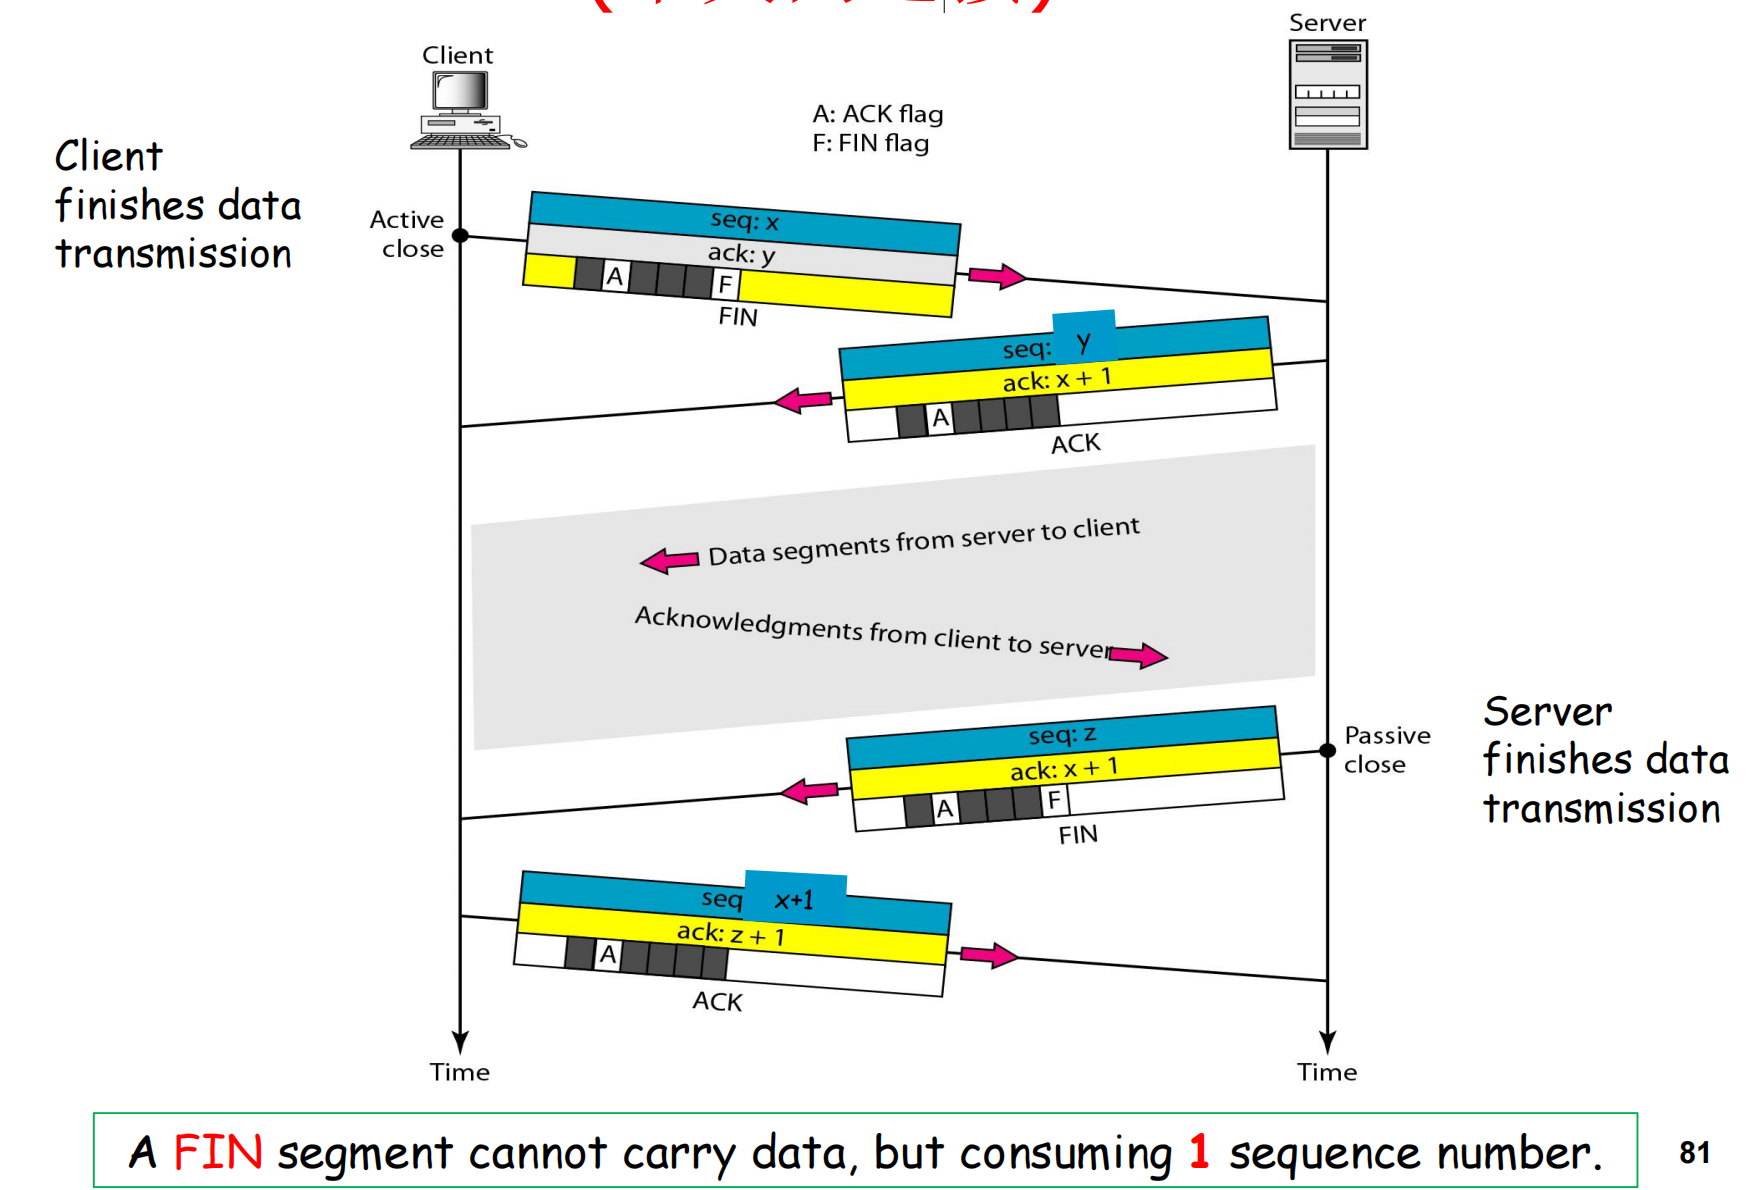 Server
Client
A: ACK flag
F: FIN flag
Client
finishes data
transmission
Active
close
seq: x
ack: y
A
F
FIN
seq: y
ack: x + 1
A
ACK
Data segments from server to client
Acknowledgments from client to server
Server
finishes data
transmission
Passive
close
seq: z
ack: x + 1
A
F
FIN
seq x+1
ack: z + 1
A
ACK
Time
Time
A FIN segment cannot carry data, but consuming 1 sequence number.
81